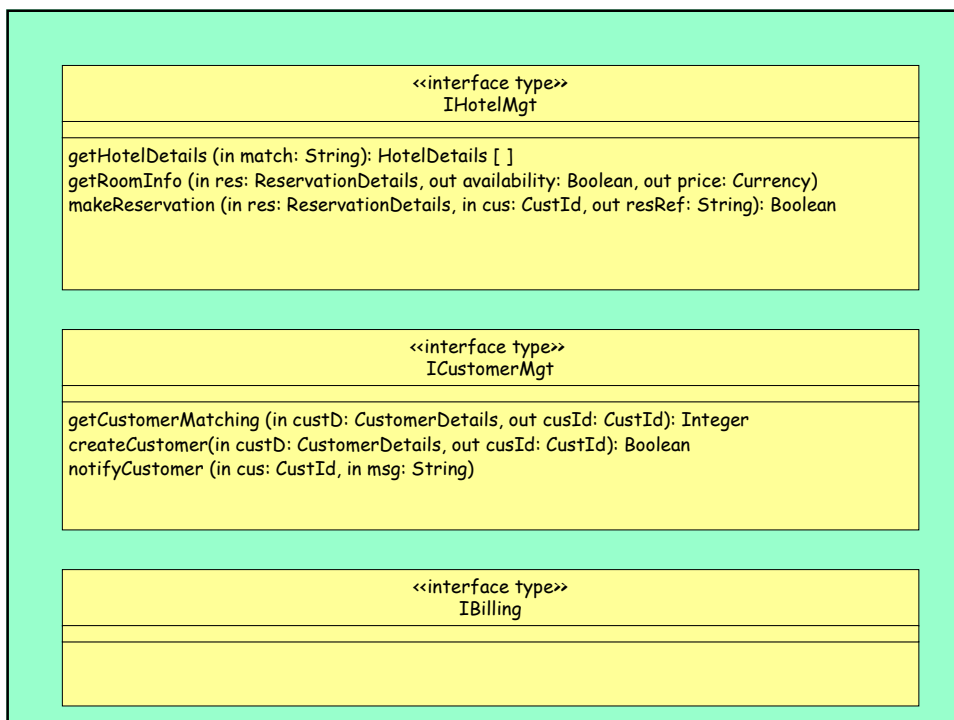 <<interface type>>
IHotelMgt
getHotelDetails (in match: String): HotelDetails [ ]
getRoomInfo (in res: ReservationDetails, out availability: Boolean, out price: Currency)
makeReservation (in res: ReservationDetails, in cus: CustId, out resRef: String): Boolean
<<interface type>>
ICustomerMgt
getCustomerMatching (in custD: CustomerDetails, out cusId: CustId): Integer
createCustomer(in custD: CustomerDetails, out cusId: CustId): Boolean
notifyCustomer (in cus: CustId, in msg: String)
<<interface type>>
IBilling